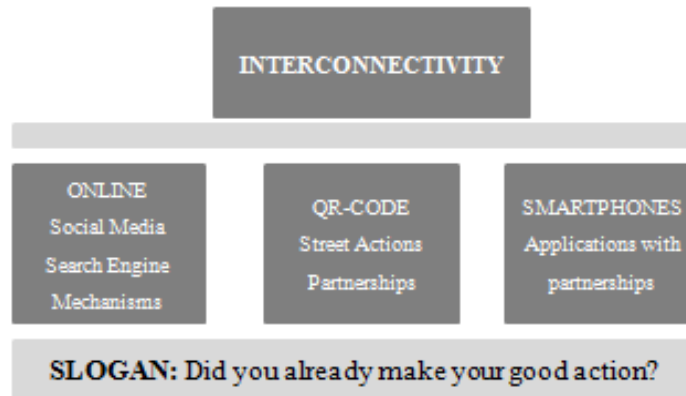 INTERCONNECTIVITY
ONLINE
Social Media
Search Engine
Mechanisms
QR-CODE
Street Actions
Partnerships
SMARTPHONES
Applications with
partnerships
SLOGAN: Did you already make your good action?